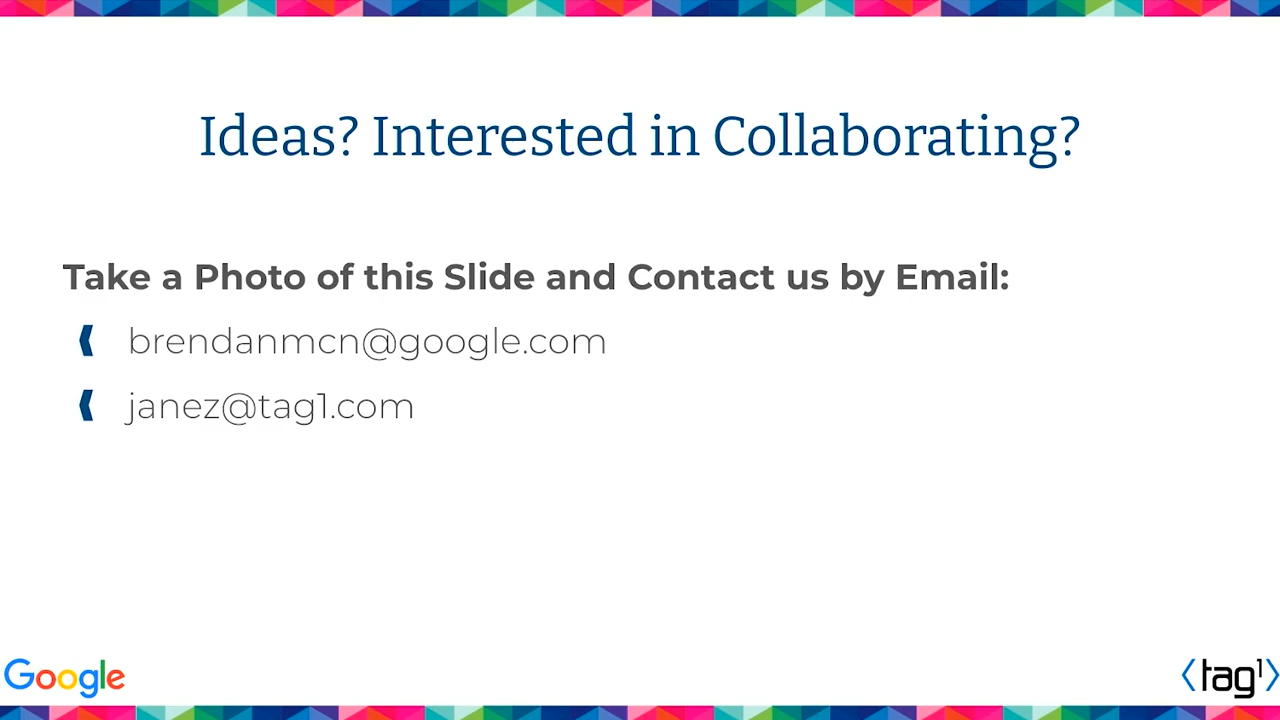 Ideas? Interested in Collaborating?
Take a Photo of this Slide and Contact us by Email:
brendanmcn@google.com
janez@tag1.com
Google
⟨tag1⟩